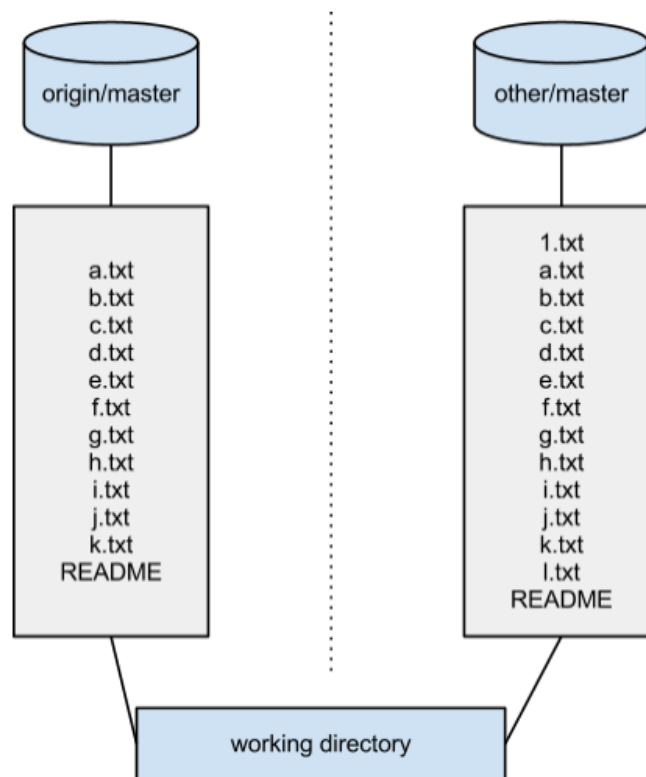 origin/master
a.txt
b.txt
c.txt
d.txt
e.txt
f.txt
g.txt
h.txt
i.txt
j.txt
k.txt
README
other/master
1.txt
a.txt
b.txt
c.txt
d.txt
e.txt
f.txt
g.txt
h.txt
i.txt
j.txt
k.txt
l.txt
README
working directory